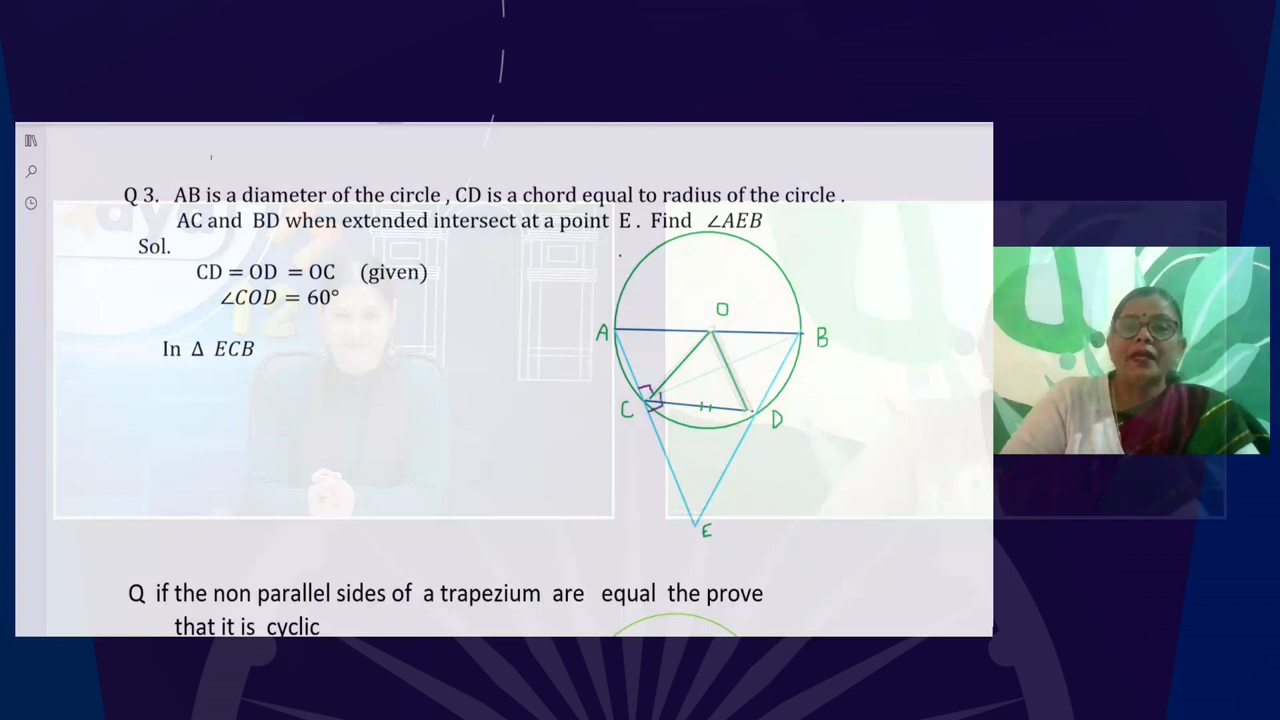 Q 3. AB is a diameter of the circle , CD is a chord equal to radius of the circle .
AC and BD when extended intersect at a point E . Find ∠AEB
Sol.
CD = OD = OC (given)
∠COD = 60°
In Δ ECB
O
A
B
C
D
E
Q if the non parallel sides of a trapezium are equal the prove
that it is cyclic